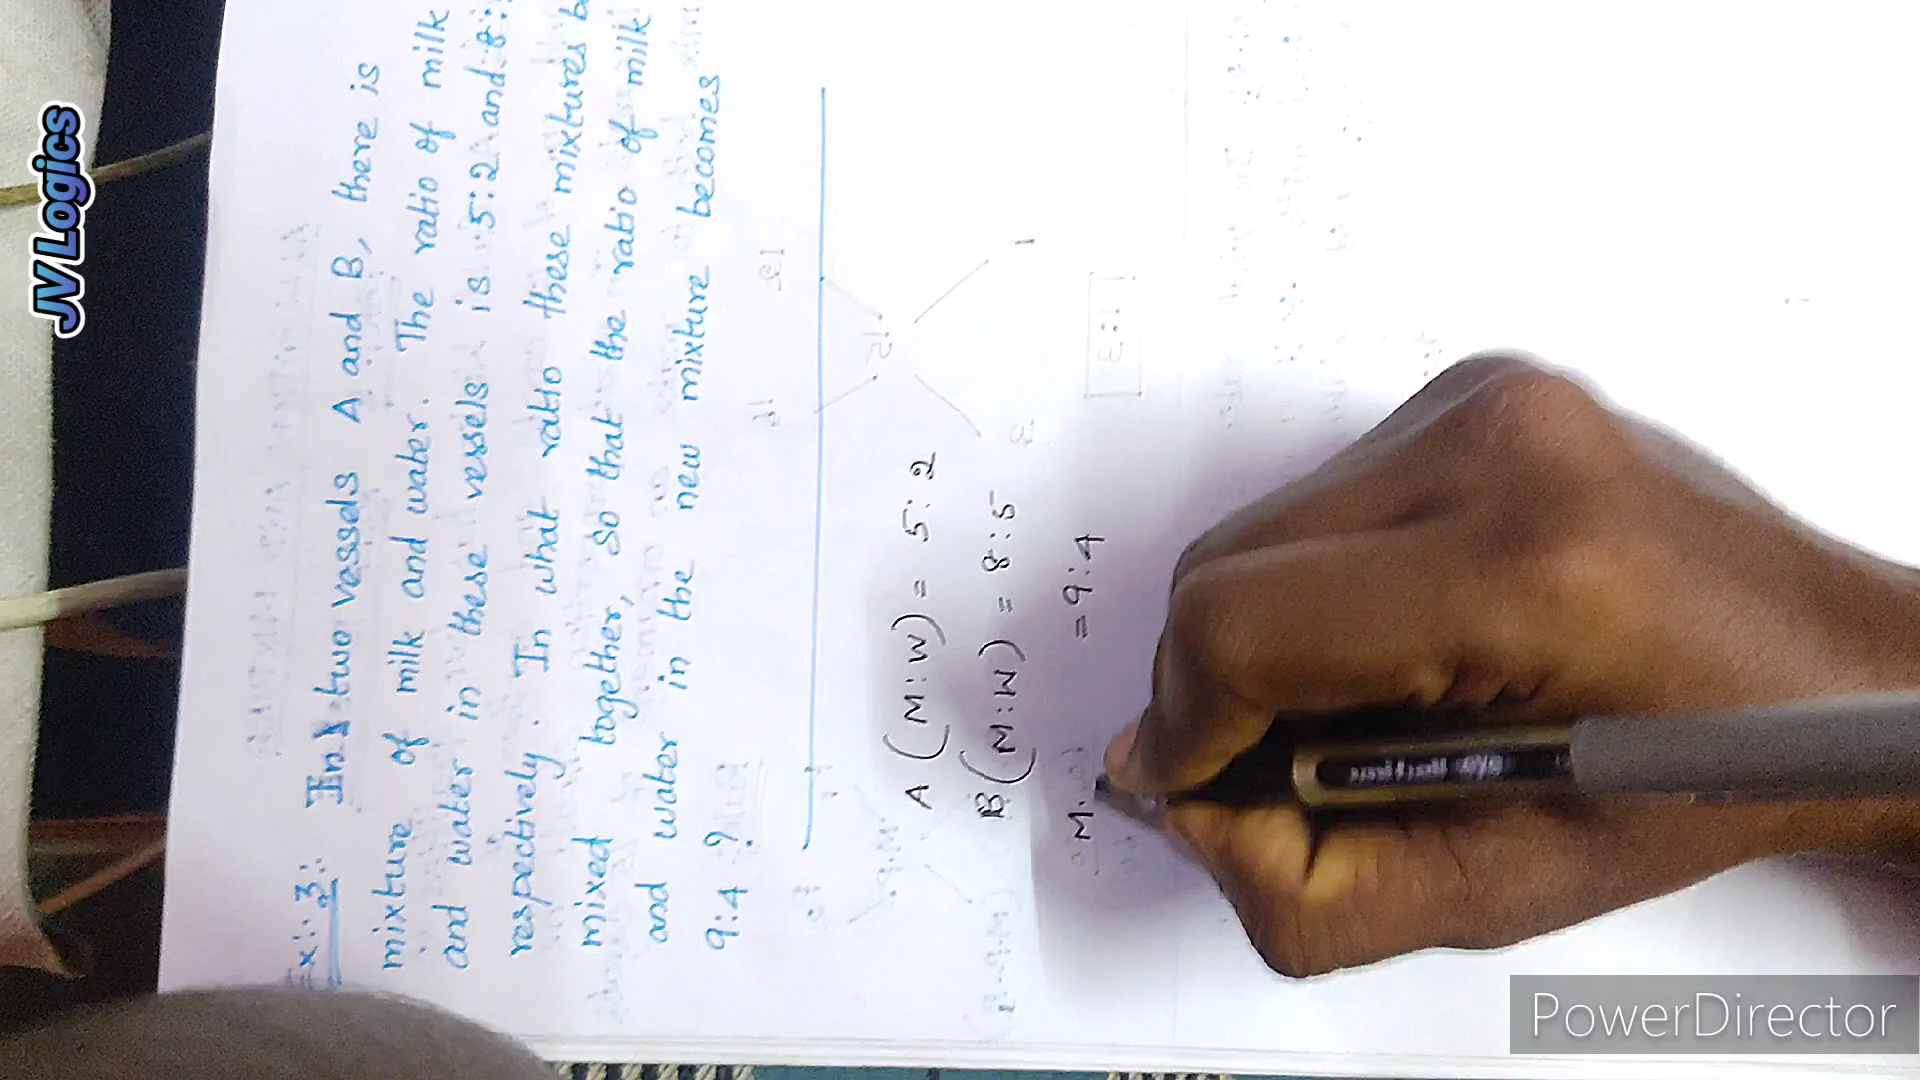 JV Logics
Ex: 3: In two vessels A and B, there is
mixture of milk and water. The ratio of milk
and water in these vessels is 5:2 and 8:
respectively. In what ratio these mixtures b
mixed together, so that the ratio of milk
and water in the new mixture becomes
9:4 ?
A (M:W) = 5:2
B (M:W) = 8:5
M. = 9:4
PowerDirector